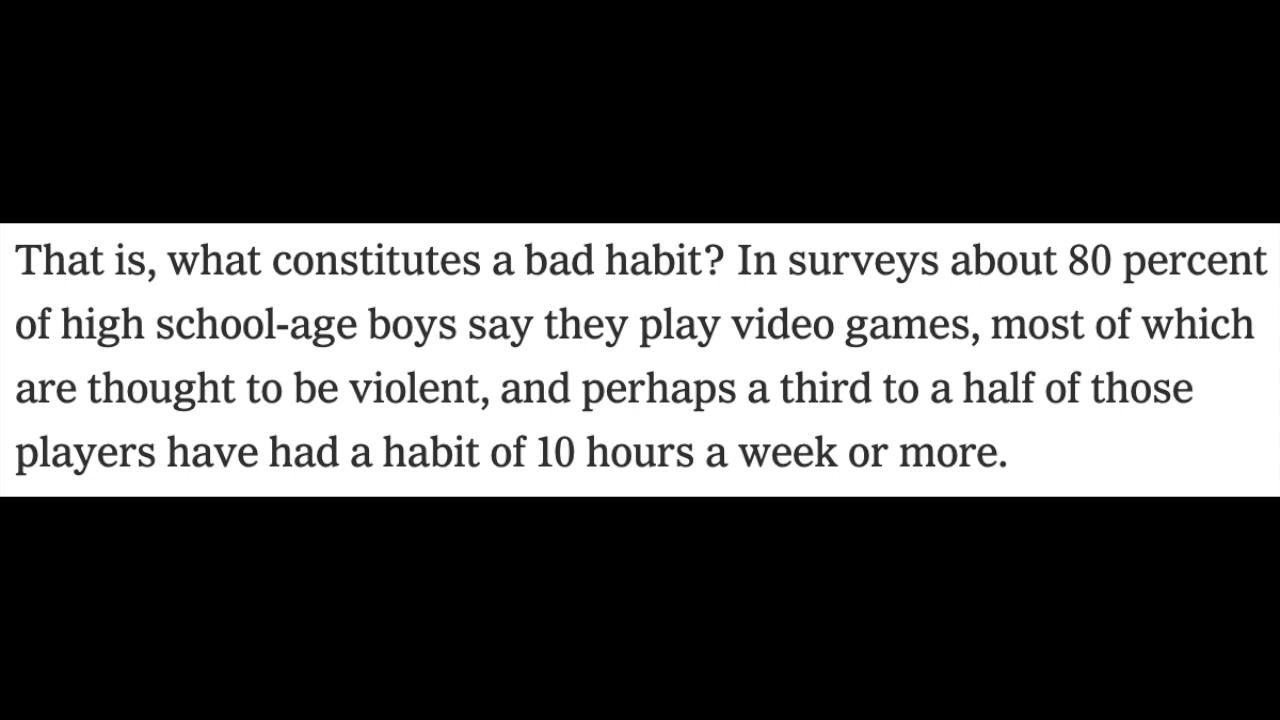 That is, what constitutes a bad habit? In surveys about 80 percent
of high school-age boys say they play video games, most of which
are thought to be violent, and perhaps a third to a half of those
players have had a habit of 10 hours a week or more.